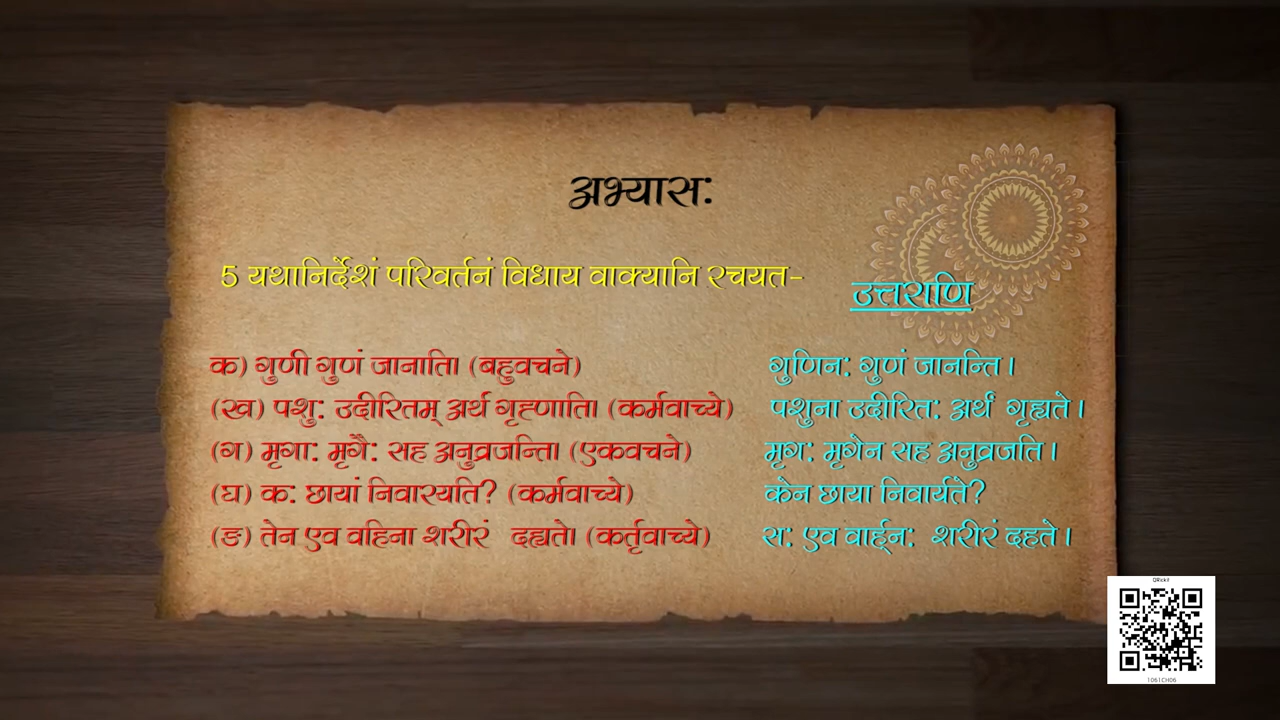 अभ्यासः
5 यथानिर्देशं परिवर्तनं विधाय वाक्यानि रचयत-
उत्तराणि
क) गुणी गुणं जानाति। (बहुवचने) गुणिनः गुणं जानन्ति ।
(ख) पशुः उदीरितम् अर्थं गृह्णाति। (कर्मवाच्ये) पशुना उदीरितः अर्थः गृह्यते ।
(ग) मृगाः मृगैः सह अनुव्रजन्ति। (एकवचने) मृगः मृगेन सह अनुव्रजति ।
(घ) कः छायां निवारयति? (कर्मवाच्ये) केन छाया निवार्यते?
(ङ) तेन एव वह्निना शरीरं दह्यते। (कर्तृवाच्ये) सः एव वाह्र्नः शरीरं दहते ।
QRickit
1061CH06